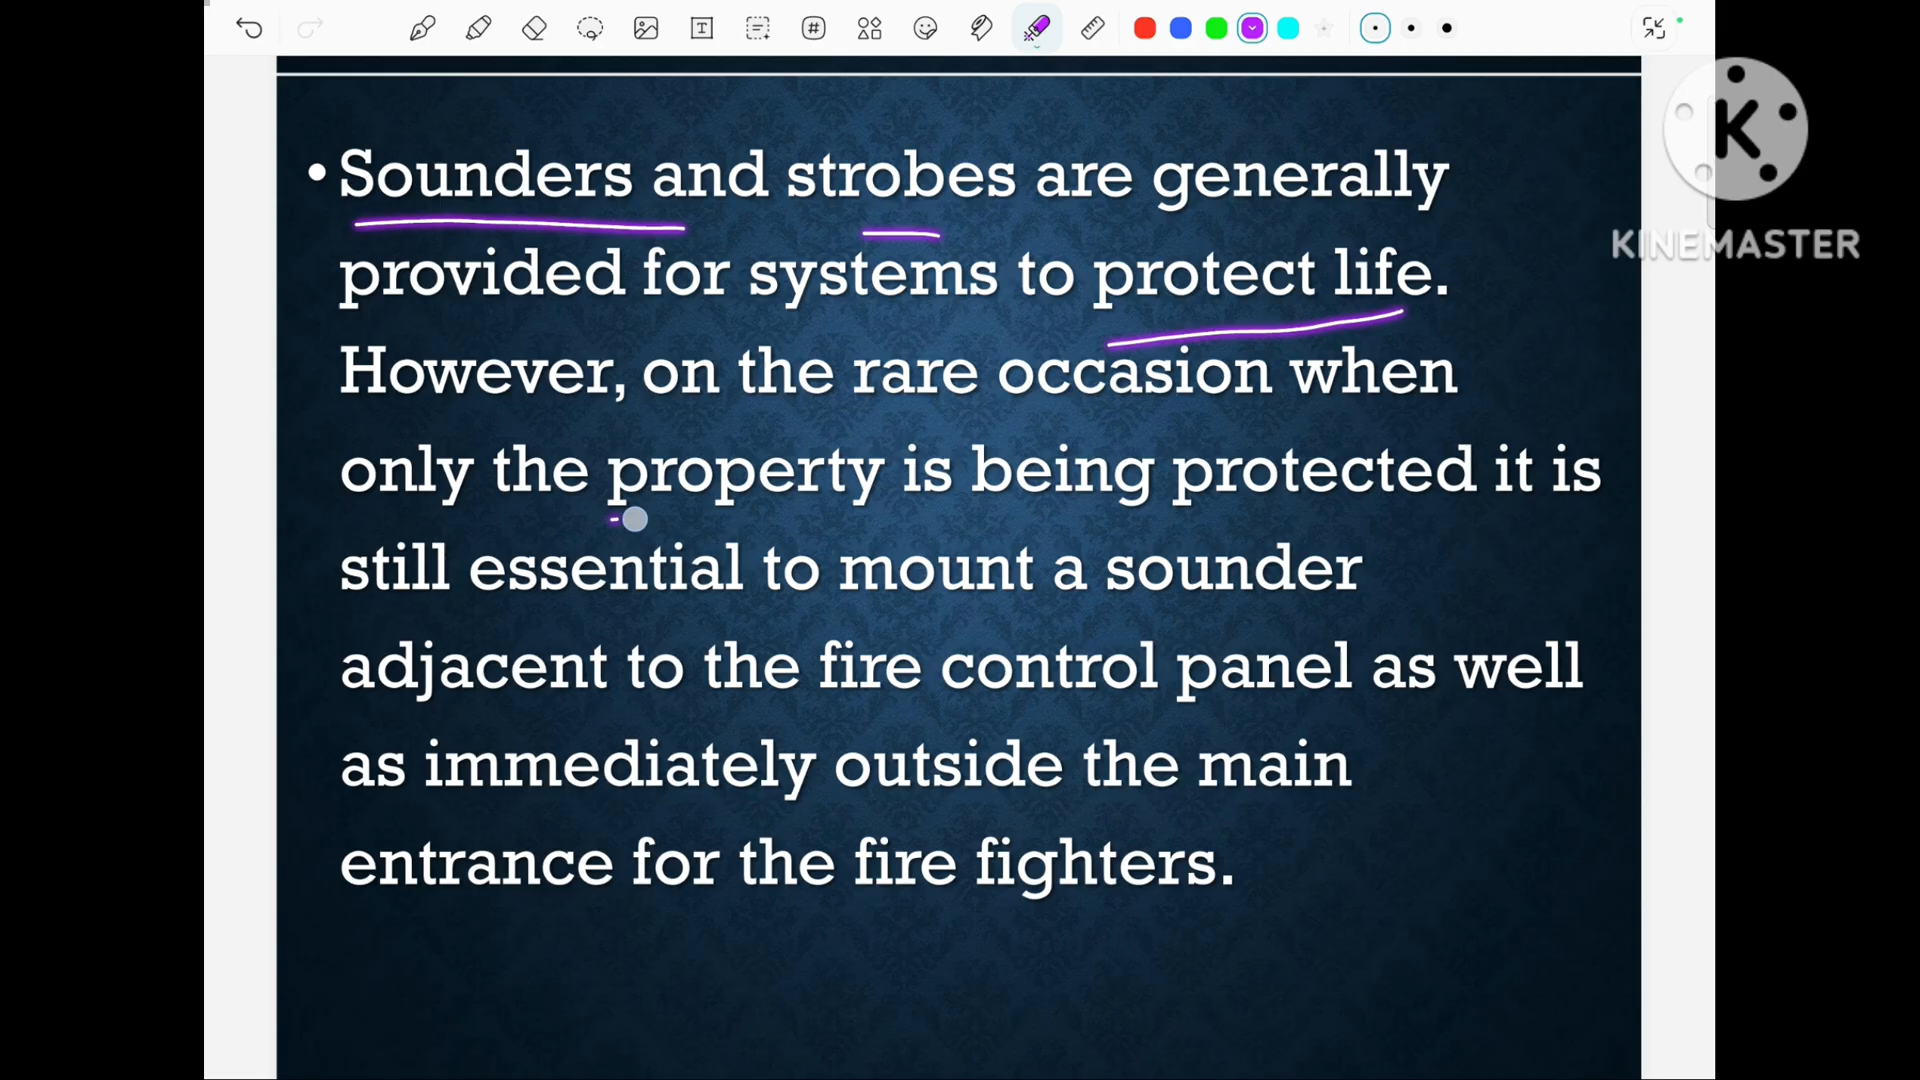 • Sounders and strobes are generally
provided for systems to protect life.
However, on the rare occasion when
only the property is being protected it is
still essential to mount a sounder
adjacent to the fire control panel as well
as immediately outside the main
entrance for the fire fighters.
K
KINEMASTER